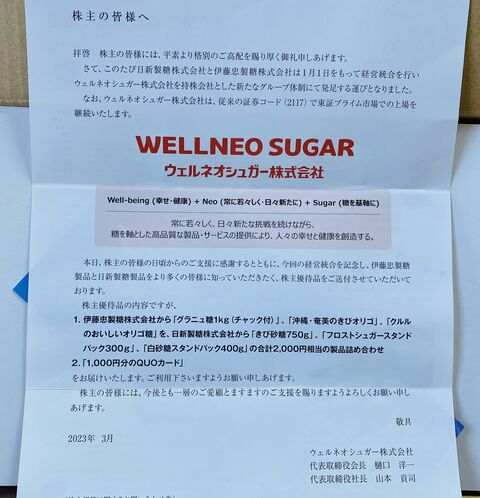 株主の皆様へ
拝啓 株主の皆様には、平素より格別のご高配を賜り厚く御礼申しあげます。
さて、このたび日新製糖株式会社と伊藤忠製糖株式会社は1月1日をもって経営統合を行い
ウェルネオシュガー株式会社を持株会社とした新たなグループ体制にて発足する運びとなりました。
なお、ウェルネオシュガー株式会社は、従来の証券コード(2117)で東証プライム市場での上場を
継続いたします。
WELLNEO SUGAR
ウェルネオシュガー株式会社
Well-being (幸せ・健康) + Neo (常に若々しく・日々新たに) + Sugar (糖を基軸に)
常に若々しく、日々新たな挑戦を続けながら、
糖を軸とした高品質な製品・サービスの提供により、人々の幸せと健康を創造する。
本日、株主の皆様の日頃からのご支援に感謝するとともに、今回の経営統合を記念し、伊藤忠製糖
製品と日新製糖製品をより多くの皆様に知っていただきたく、株主優待品をご送付させていただいて
おります。
株主優待品の内容ですが、
1. 伊藤忠製糖株式会社から「グラニュ糖1kg(チャック付)」、「沖縄・奄美のきびオリゴ」、「クルル
のおいしいオリゴ糖」を、日新製糖株式会社から「きび砂糖750g」、「フロストシュガースタンド
パック300g」、「白砂糖スタンドパック400g」の合計2,000円相当の製品詰め合わせ
2. 「1,000円分のQUOカード」
をお届けいたします。ご利用下さいますようお願い申しあげます。
株主の皆様には、今後とも一層のご愛顧とますますのご支援を賜りますようよろしくお願い申し
あげます。
敬具
2023年 3月
ウェルネオシュガー株式会社
代表取締役会長 樋口 洋一
代表取締役社長 山本 貢司